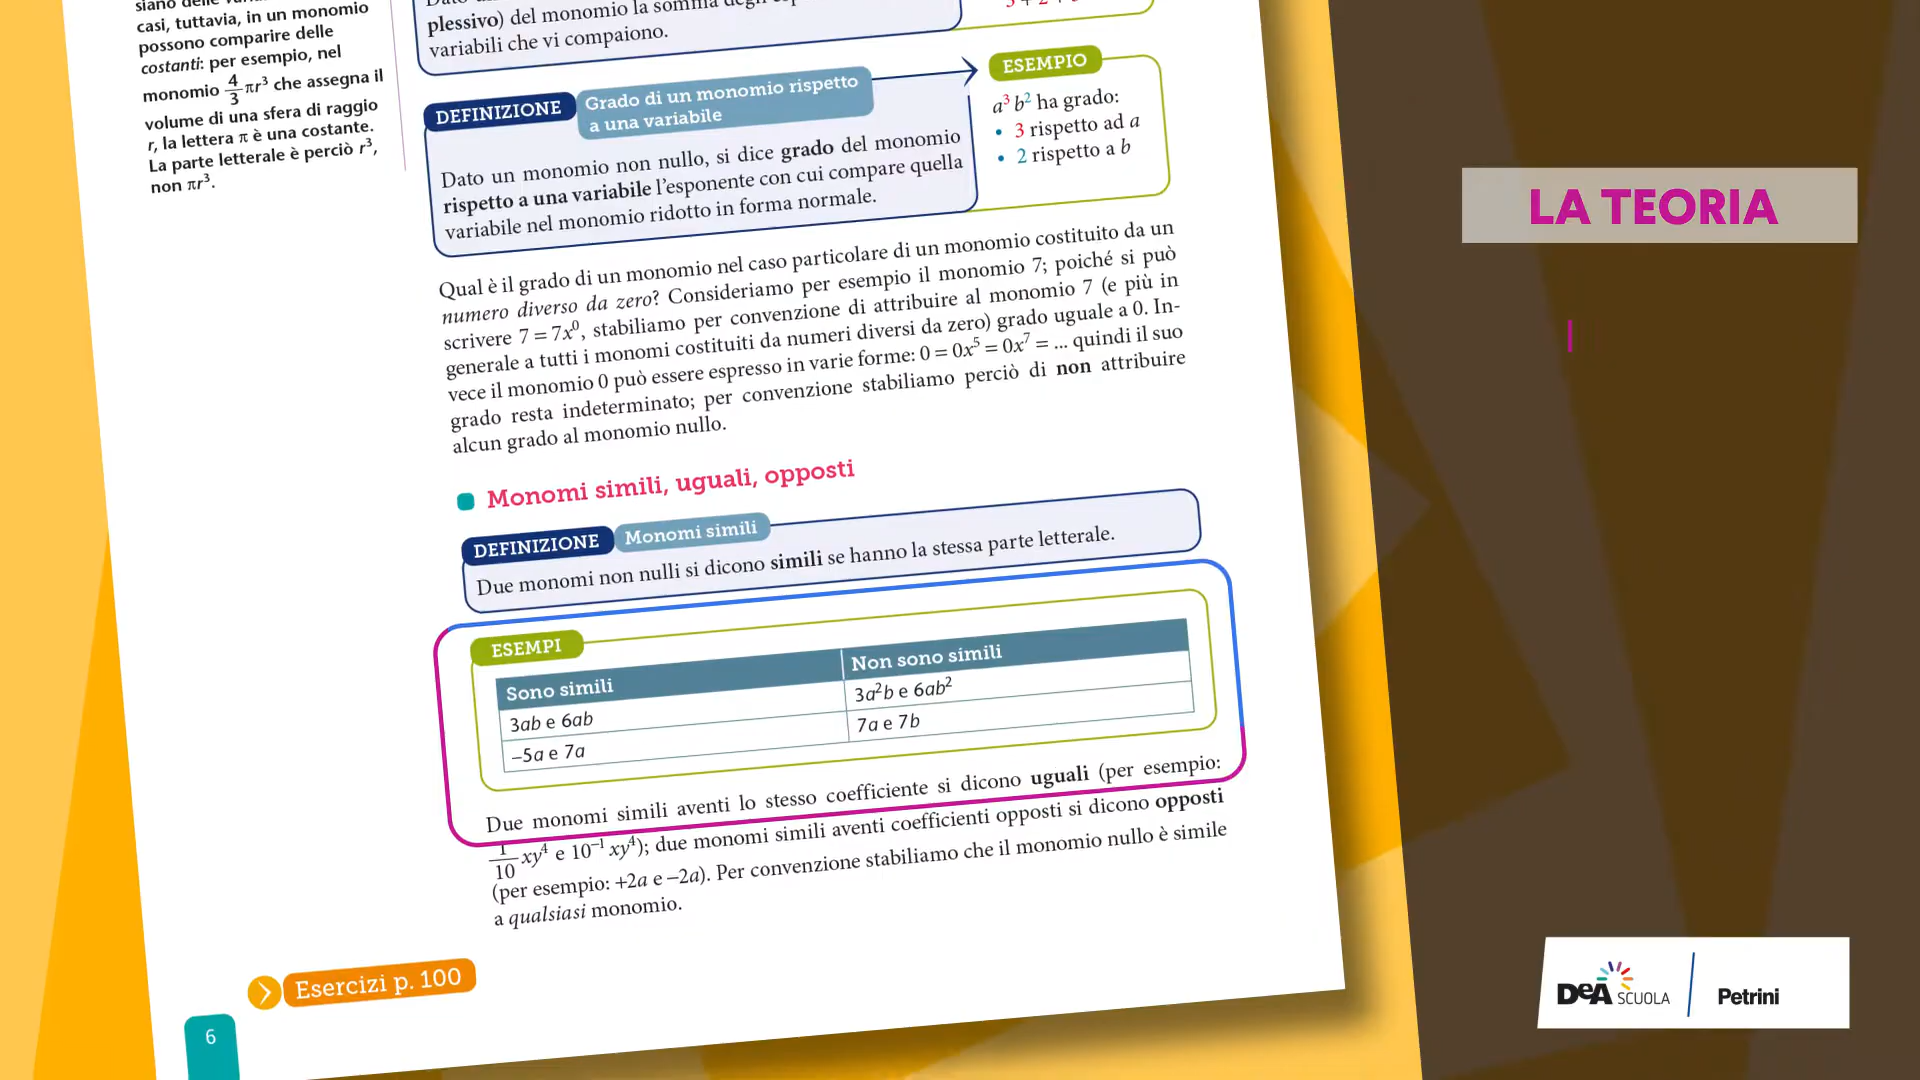 siano delle
casi, tuttavia, in un monomio
possono comparire delle
costanti: per esempio, nel
monomio 4/3 πr³ che assegna il
volume di una sfera di raggio
r, la lettera π è una costante.
La parte letterale è perciò r³,
non πr³.
plessivo) del monomio la somma degli
variabili che vi compaiono.
DEFINIZIONE Grado di un monomio rispetto
a una variabile
Dato un monomio non nullo, si dice grado del monomio
rispetto a una variabile l'esponente con cui compare quella
variabile nel monomio ridotto in forma normale.
ESEMPIO
a³b² ha grado:
• 3 rispetto ad a
• 2 rispetto a b
Qual è il grado di un monomio nel caso particolare di un monomio costituito da un
numero diverso da zero? Consideriamo per esempio il monomio 7; poiché si può
scrivere 7 = 7x⁰, stabiliamo per convenzione di attribuire al monomio 7 (e più in
generale a tutti i monomi costituiti da numeri diversi da zero) grado uguale a 0. In-
vece il monomio 0 può essere espresso in varie forme: 0 = 0x⁵ = 0x⁷ = ... quindi il suo
grado resta indeterminato; per convenzione stabiliamo perciò di non attribuire
alcun grado al monomio nullo.
Monomi simili, uguali, opposti
DEFINIZIONE Monomi simili
Due monomi non nulli si dicono simili se hanno la stessa parte letterale.
ESEMPI
Sono simili Non sono simili
3ab e 6ab 3a²b e 6ab²
–5a e 7a 7a e 7b
Due monomi simili aventi lo stesso coefficiente si dicono uguali (per esempio:
1/10 xy⁴ e 10⁻¹ xy⁴); due monomi simili aventi coefficienti opposti si dicono opposti
(per esempio: +2a e –2a). Per convenzione stabiliamo che il monomio nullo è simile
a qualsiasi monomio.
Esercizi p. 100
6
LA TEORIA
DeA SCUOLA
Petrini